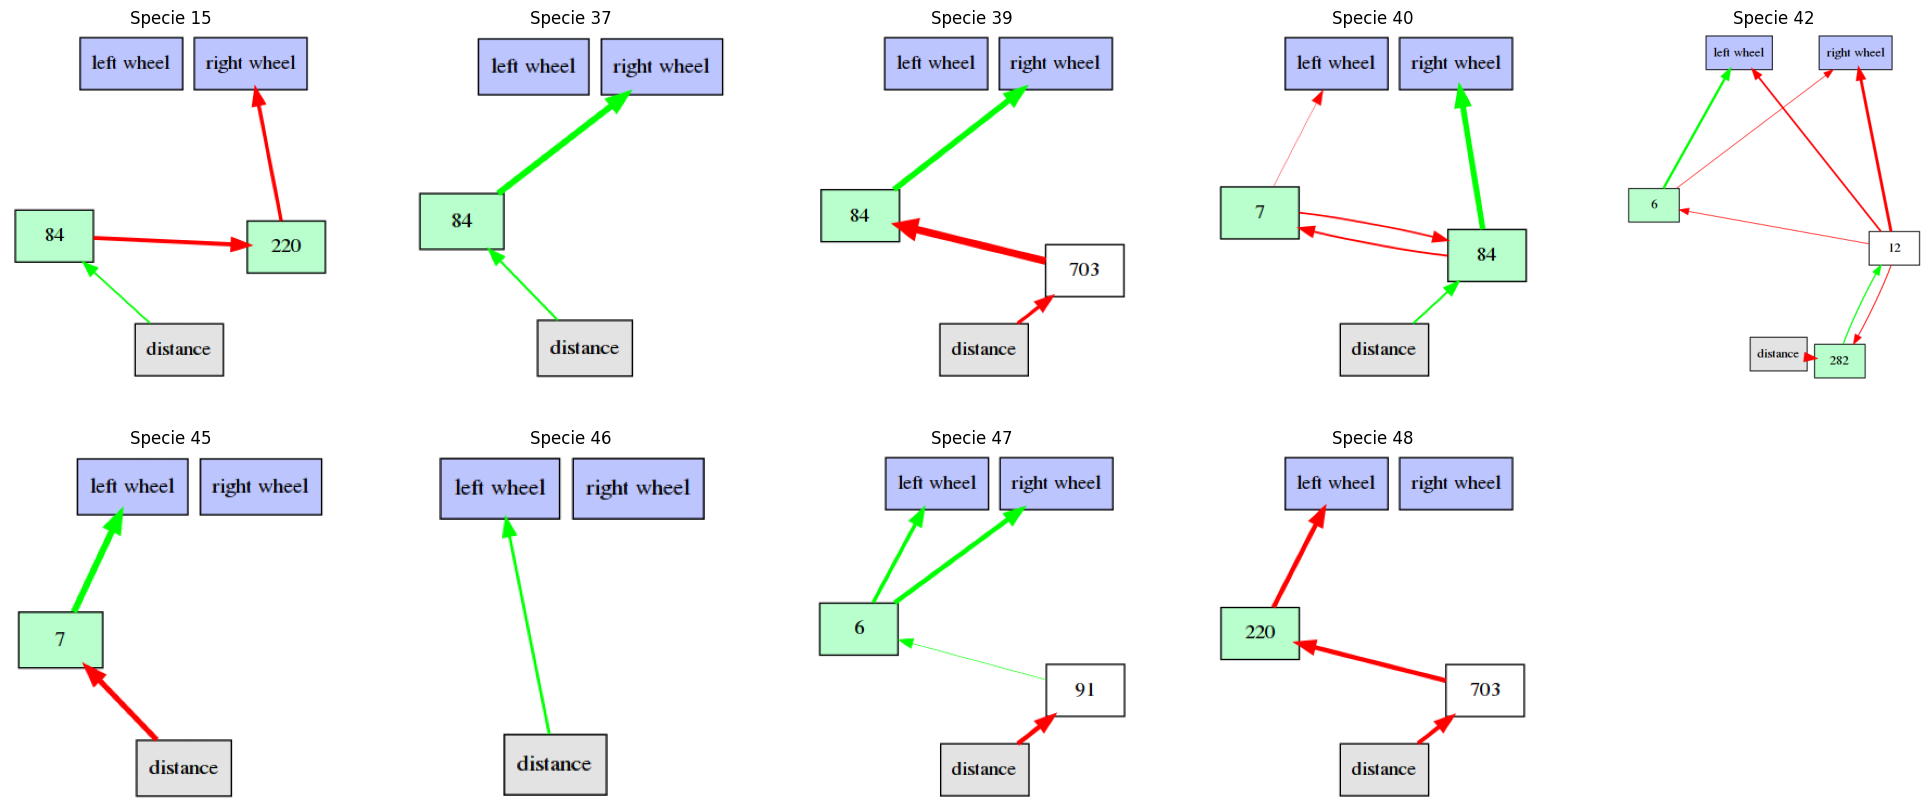 Specie 15
left wheel
right wheel
84
220
distance
Specie 37
left wheel
right wheel
84
distance
Specie 39
left wheel
right wheel
84
703
distance
Specie 40
left wheel
right wheel
7
84
distance
Specie 42
left wheel
right wheel
6
12
distance
282
Specie 45
left wheel
right wheel
7
distance
Specie 46
left wheel
right wheel
distance
Specie 47
left wheel
right wheel
6
91
distance
Specie 48
left wheel
right wheel
220
703
distance